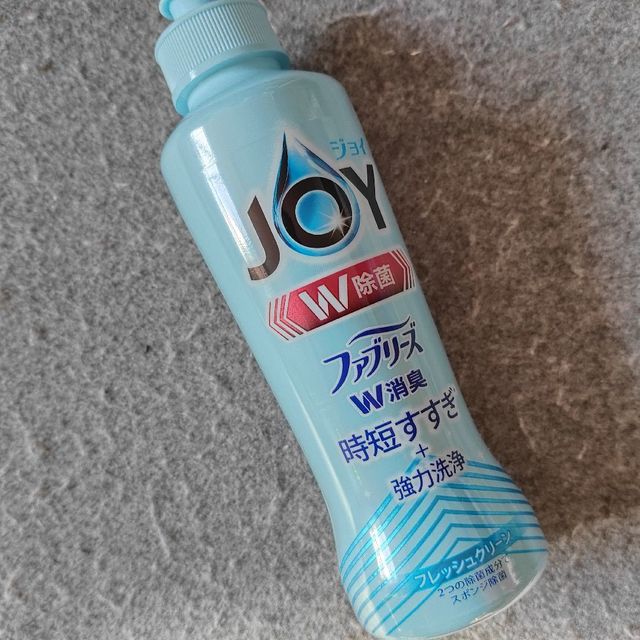 ジョイ
JOY
W除菌
ファブリーズ
W消臭
時短すすぎ
+
強力洗浄
フレッシュクリーン
2つの除菌成分で
スポンジ除菌